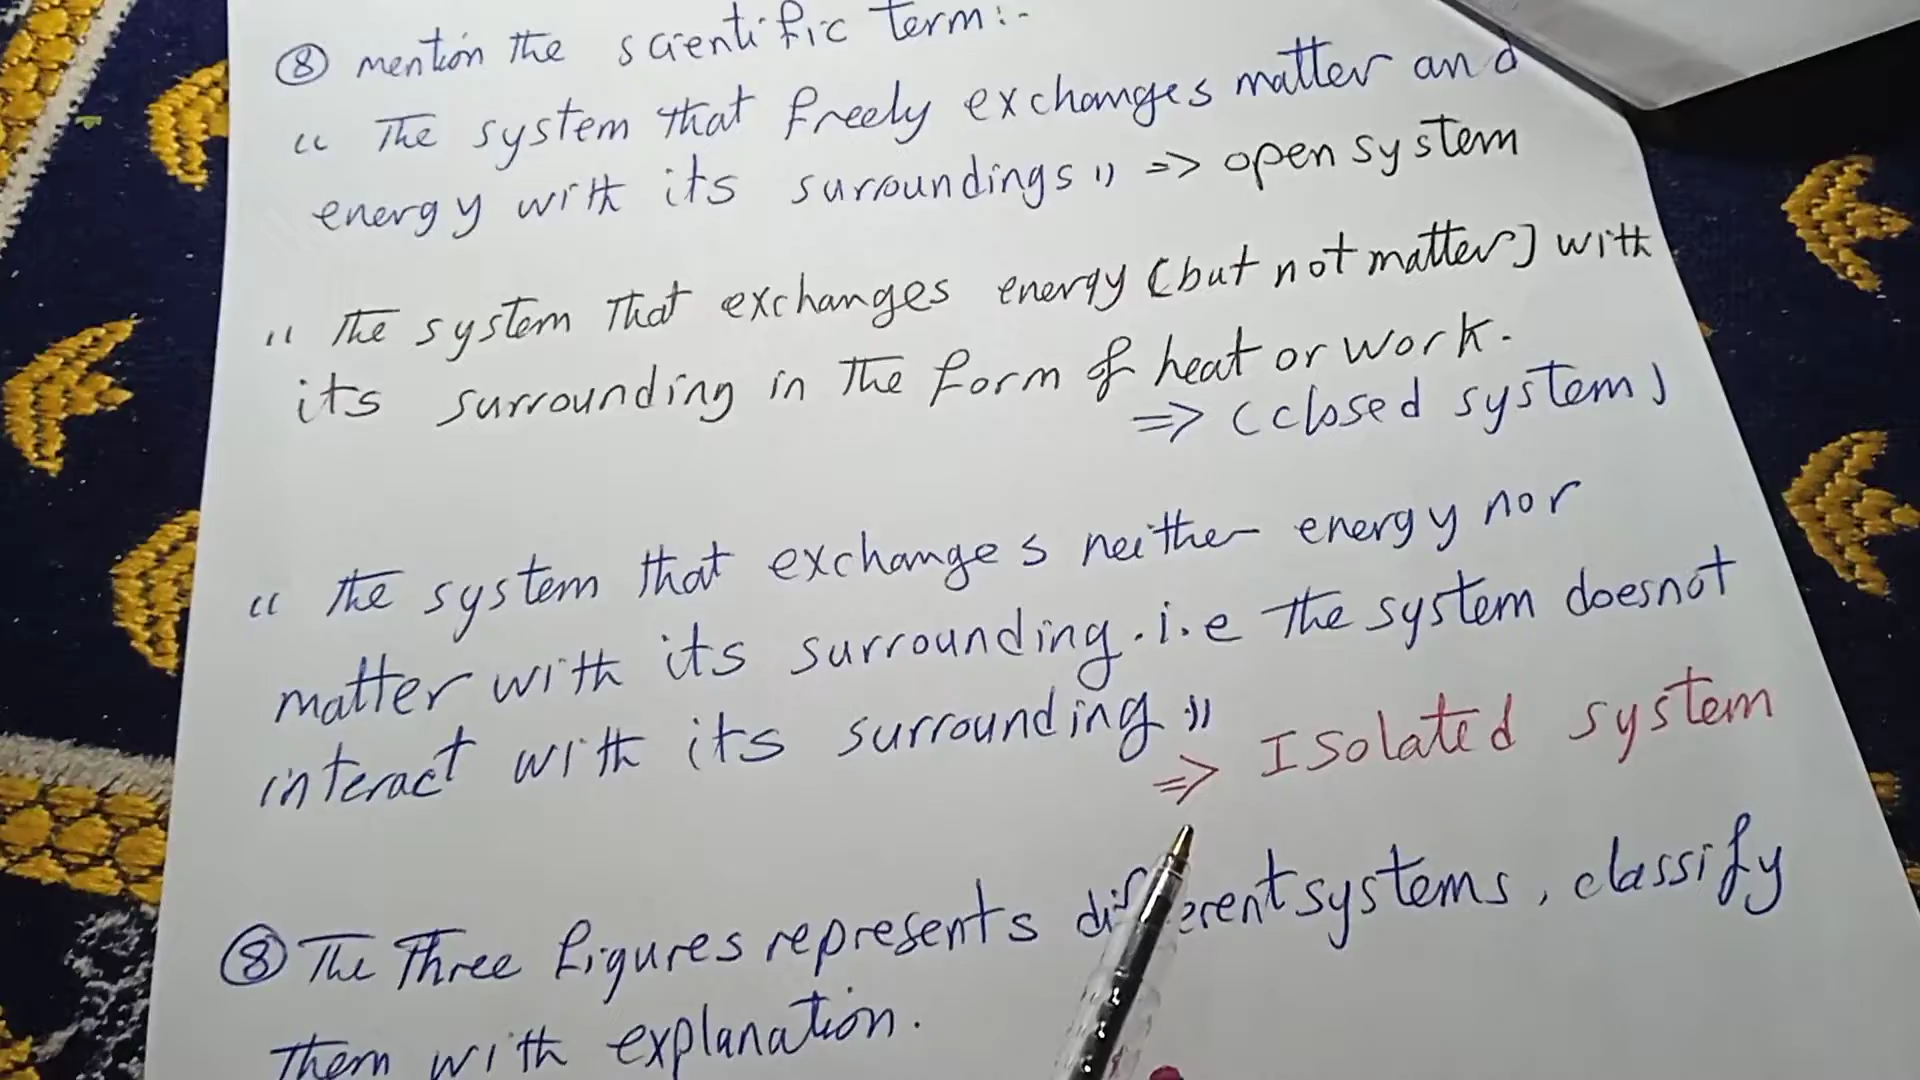 ⑧ mention the scientific term:-
“ The system that freely exchanges matter and
energy with its surroundings” => open system
“ The system That exchanges energy (but not matter) with
its surrounding in The form of heat or work.
=> (closed system)
“ The system that exchanges neither energy nor
matter with its surrounding. i.e The system doesnot
interact with its surrounding.” => Isolated system
⑧ The Three figures represents different systems, classify
Them with explanation.